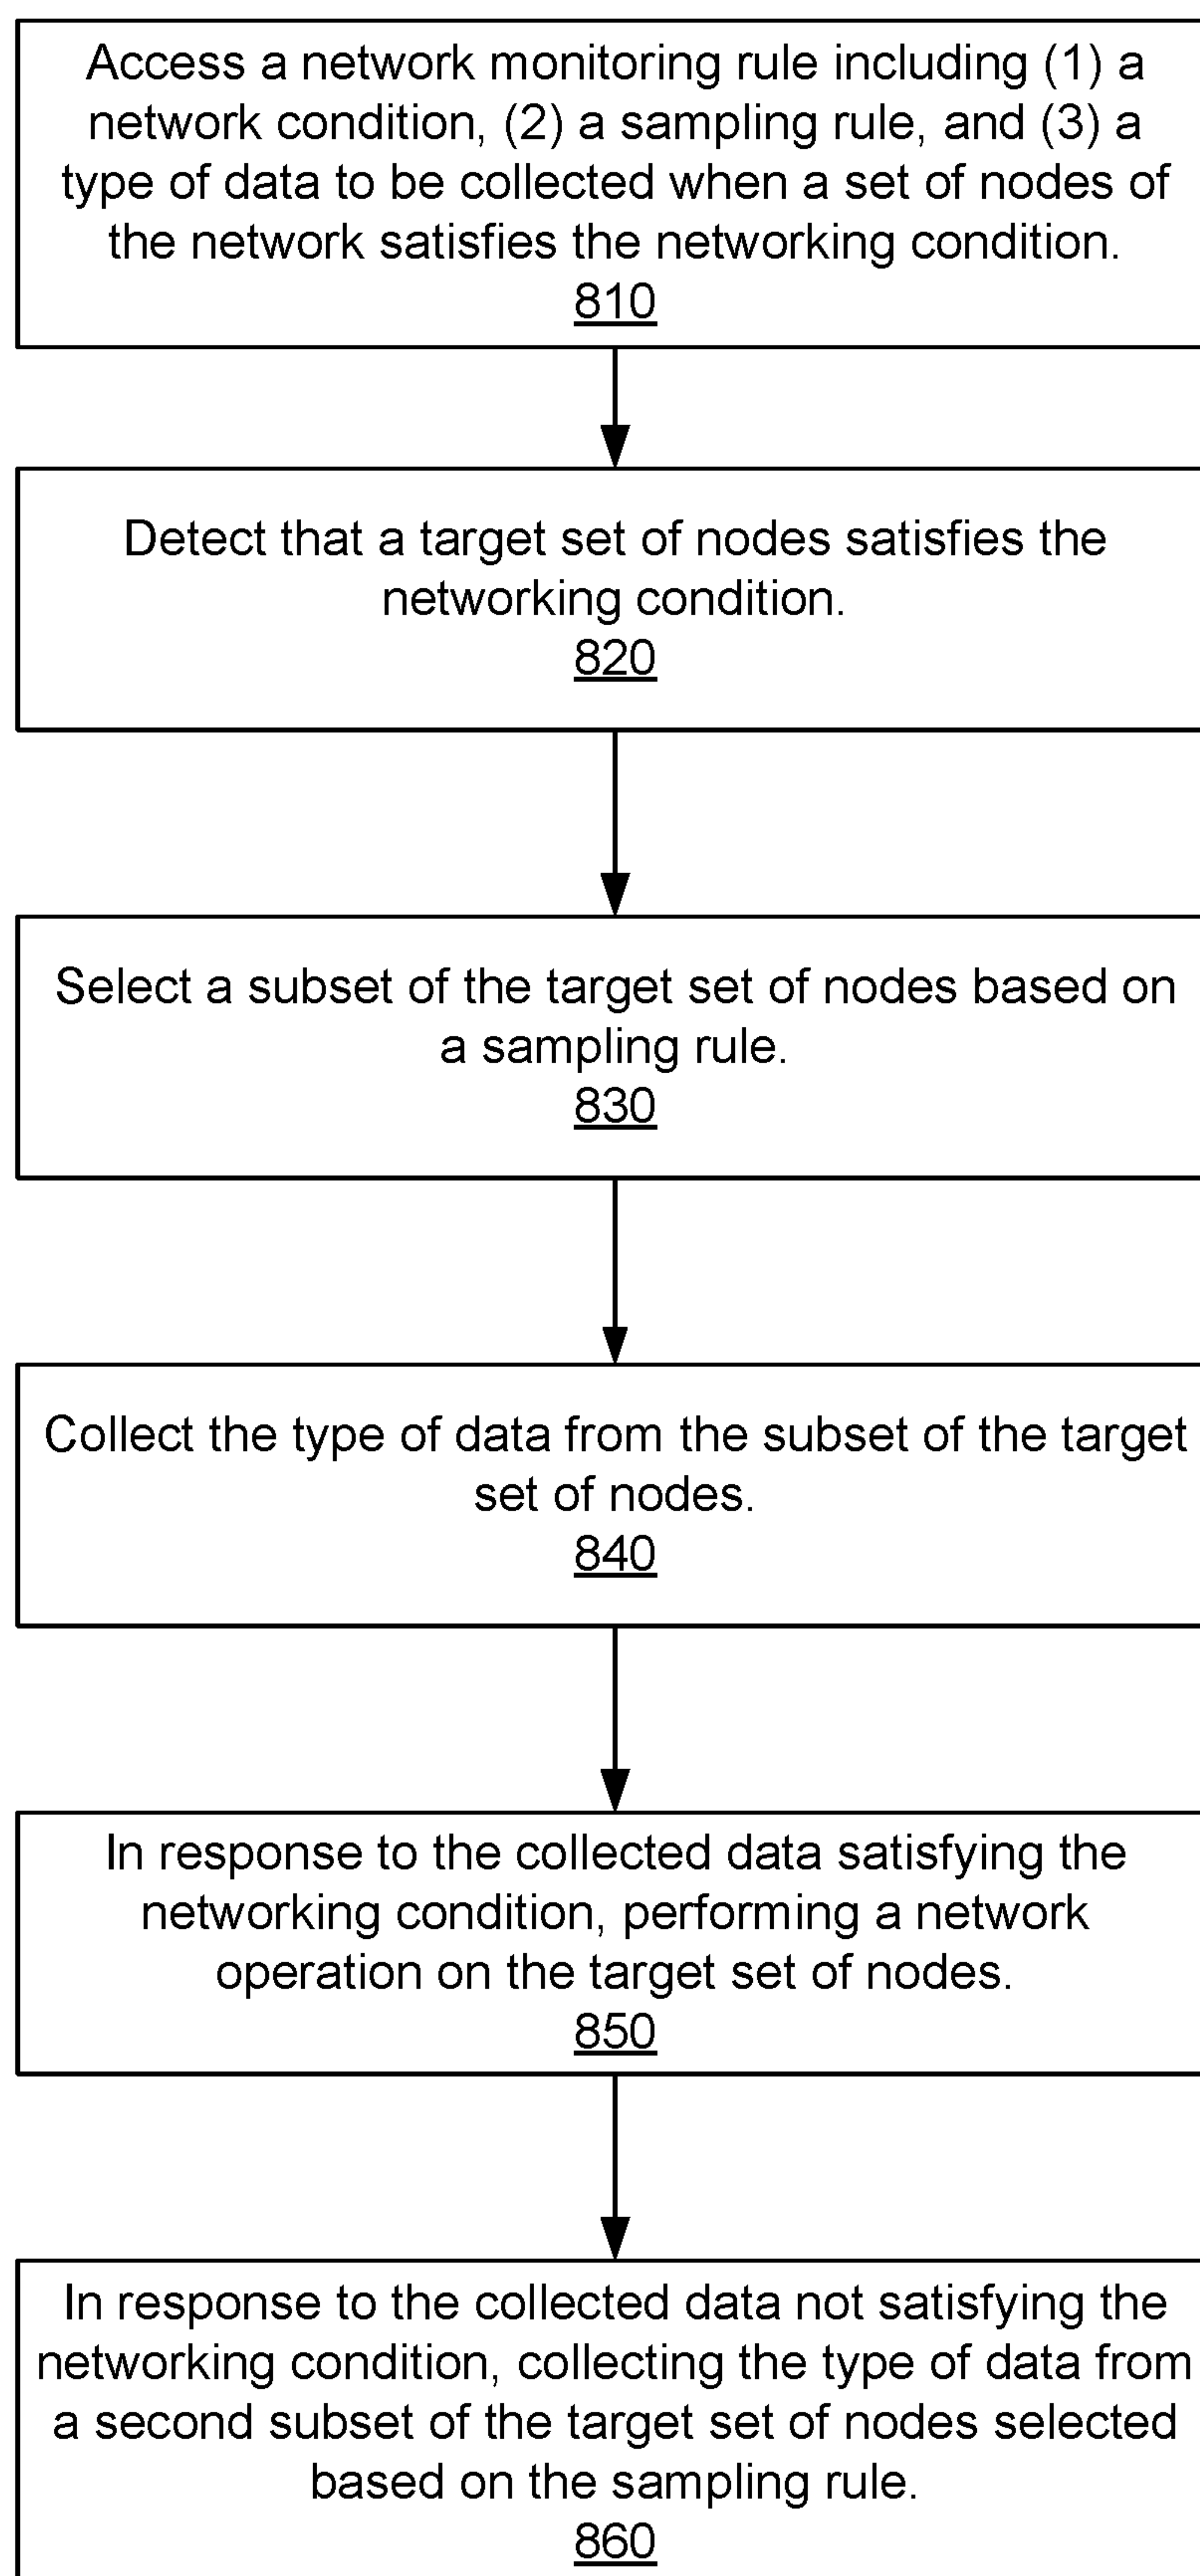 Access a network monitoring rule including (1) a
network condition, (2) a sampling rule, and (3) a
type of data to be collected when a set of nodes of
the network satisfies the networking condition.
810
Detect that a target set of nodes satisfies the
networking condition.
820
Select a subset of the target set of nodes based on
a sampling rule.
830
Collect the type of data from the subset of the target
set of nodes.
840
In response to the collected data satisfying the
networking condition, performing a network
operation on the target set of nodes.
850
In response to the collected data not satisfying the
networking condition, collecting the type of data from
a second subset of the target set of nodes selected
based on the sampling rule.
860